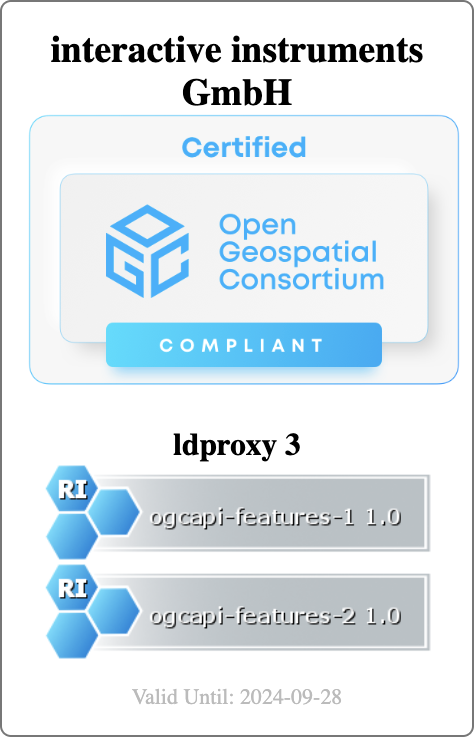 interactive instruments
GmbH
Certified
OGC
Open
Geospatial
Consortium
COMPLIANT
ldproxy 3
RI
ogcapi-features-1 1.0
RI
ogcapi-features-2 1.0
Valid Until: 2024-09-28